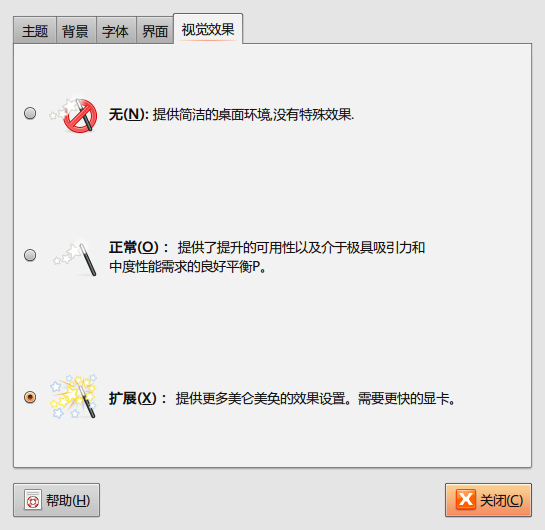 主题 背景 字体 界面 视觉效果
无(N): 提供简洁的桌面环境,没有特殊效果.
正常(O)： 提供了提升的可用性以及介于极具吸引力和
中度性能需求的良好平衡P。
扩展(X)： 提供更多美仑美奂的效果设置。需要更快的显卡。
帮助(H) 关闭(C)